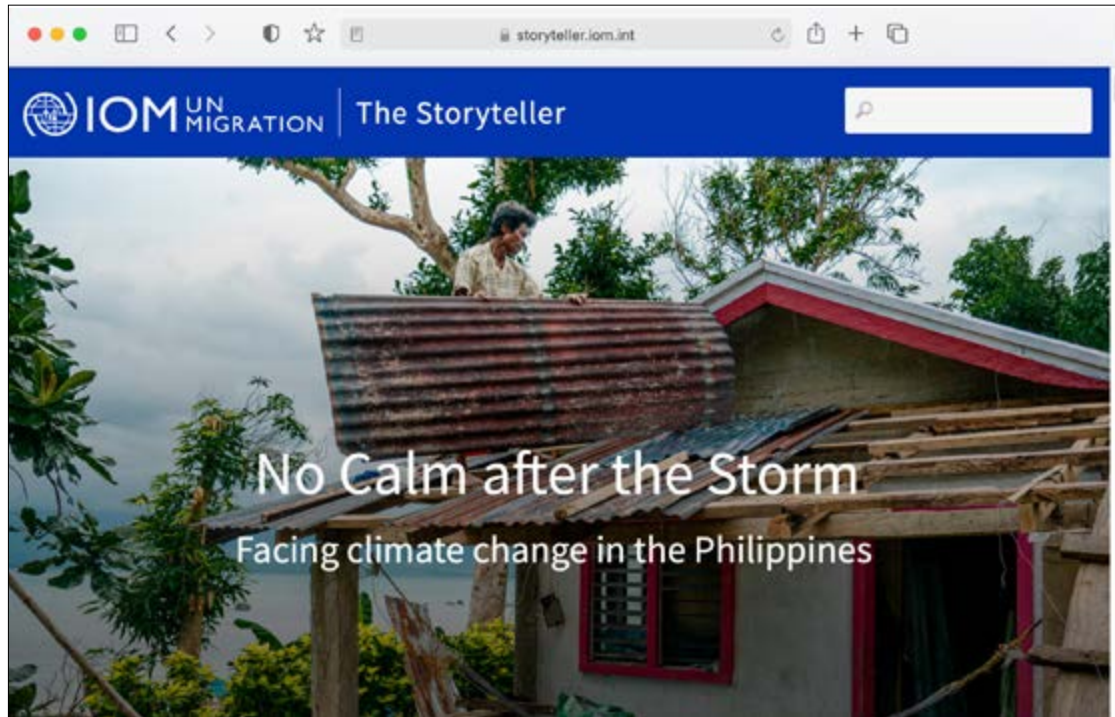 storyteller.iom.int
IOM UN MIGRATION
The Storyteller
No Calm after the Storm
Facing climate change in the Philippines